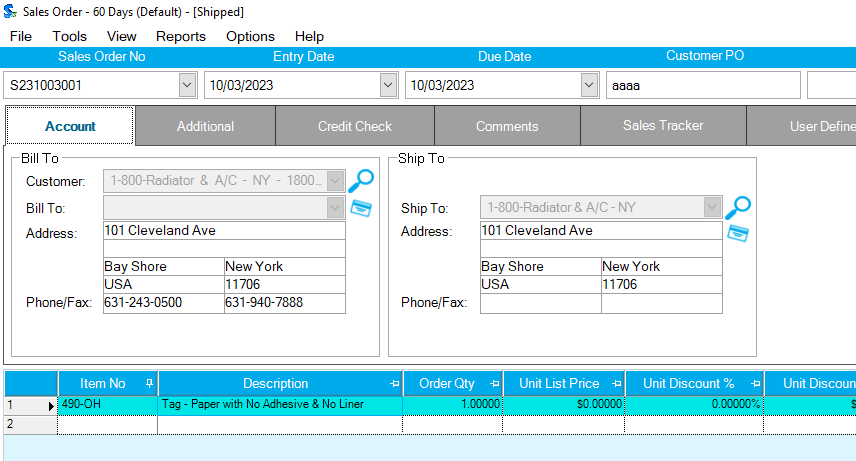 Sales Order - 60 Days (Default) - [Shipped]
File Tools View Reports Options Help
Sales Order No Entry Date Due Date Customer PO
S231003001 10/03/2023 10/03/2023 aaaa
Account Additional Credit Check Comments Sales Tracker User Define
Bill To
Customer: 1-800-Radiator & A/C - NY - 1800...
Bill To:
Address: 101 Cleveland Ave
Bay Shore New York
USA 11706
Phone/Fax: 631-243-0500 631-940-7888
Ship To
Ship To: 1-800-Radiator & A/C - NY
Address: 101 Cleveland Ave
Bay Shore New York
USA 11706
Phone/Fax:
Item No Description Order Qty Unit List Price Unit Discount % Unit Discoun
1 490-OH Tag - Paper with No Adhesive & No Liner 1.00000 $0.00000 0.00000% $
2